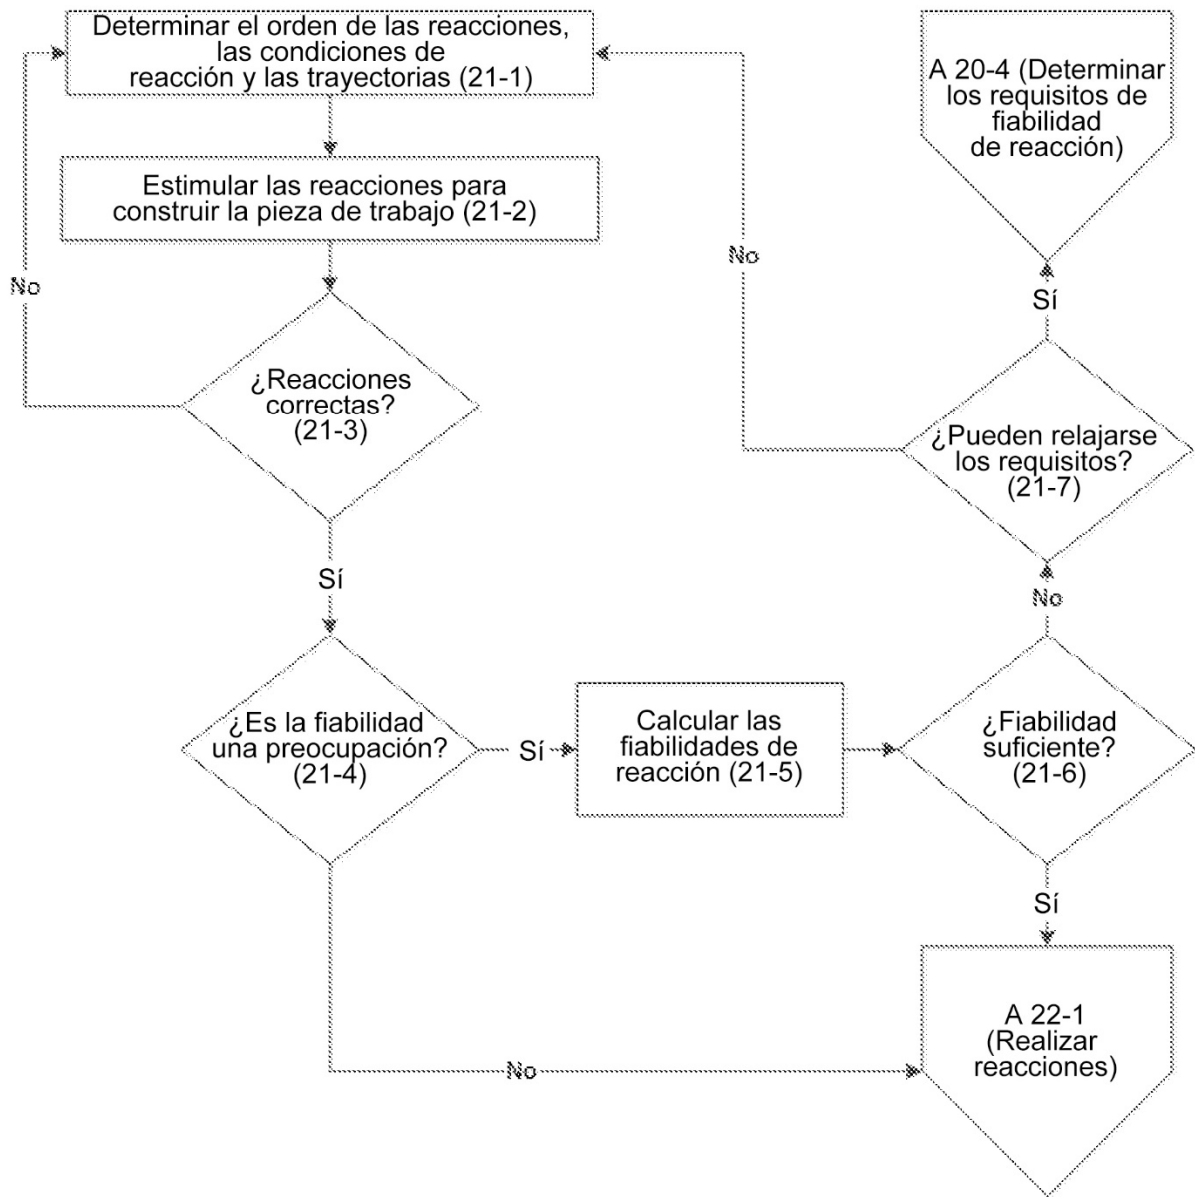 Determinar el orden de las reacciones,
las condiciones de
reacción y las trayectorias (21-1)
Estimular las reacciones para
construir la pieza de trabajo (21-2)
No
¿Reacciones
correctas?
(21-3)
Sí
¿Es la fiabilidad
una preocupación?
(21-4)
Sí
Calcular las
fiabilidades de
reacción (21-5)
¿Fiabilidad
suficiente?
(21-6)
No
¿Pueden relajarse
los requisitos?
(21-7)
No
Sí
A 20-4 (Determinar
los requisitos de
fiabilidad
de reacción)
Sí
No
A 22-1
(Realizar
reacciones)